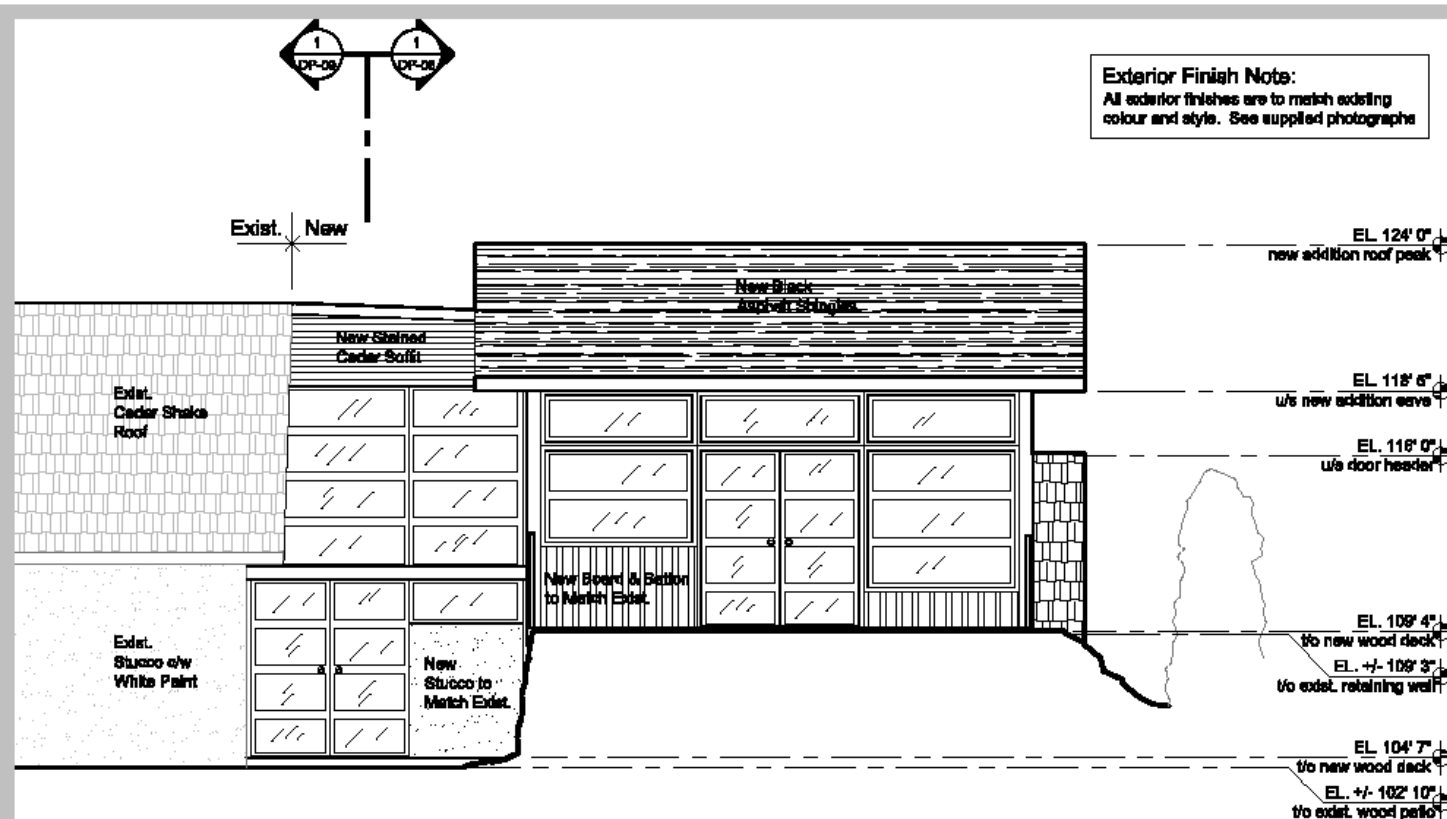 1
DP-09
1
DP-08
Exterior Finish Note:
All exterior finishes are to match existing
colour and style. See supplied photographs
Exist. New
EL. 124' 0"
new addition roof peak
New Black
Asphalt Shingles
New Stained
Cedar Soffit
Exist.
Cedar Shake
Roof
EL. 118' 6"
u/s new addition eave
EL. 116' 0"
u/s door header
New Board & Batton
to Match Exist.
EL. 109' 4"
t/o new wood deck
EL. +/- 109' 3"
t/o exist. retaining wall
Exist.
Stucco c/w
White Paint
New
Stucco to
Match Exist.
EL. 104' 7"
t/o new wood deck
EL. +/- 102' 10"
t/o exist. wood patio